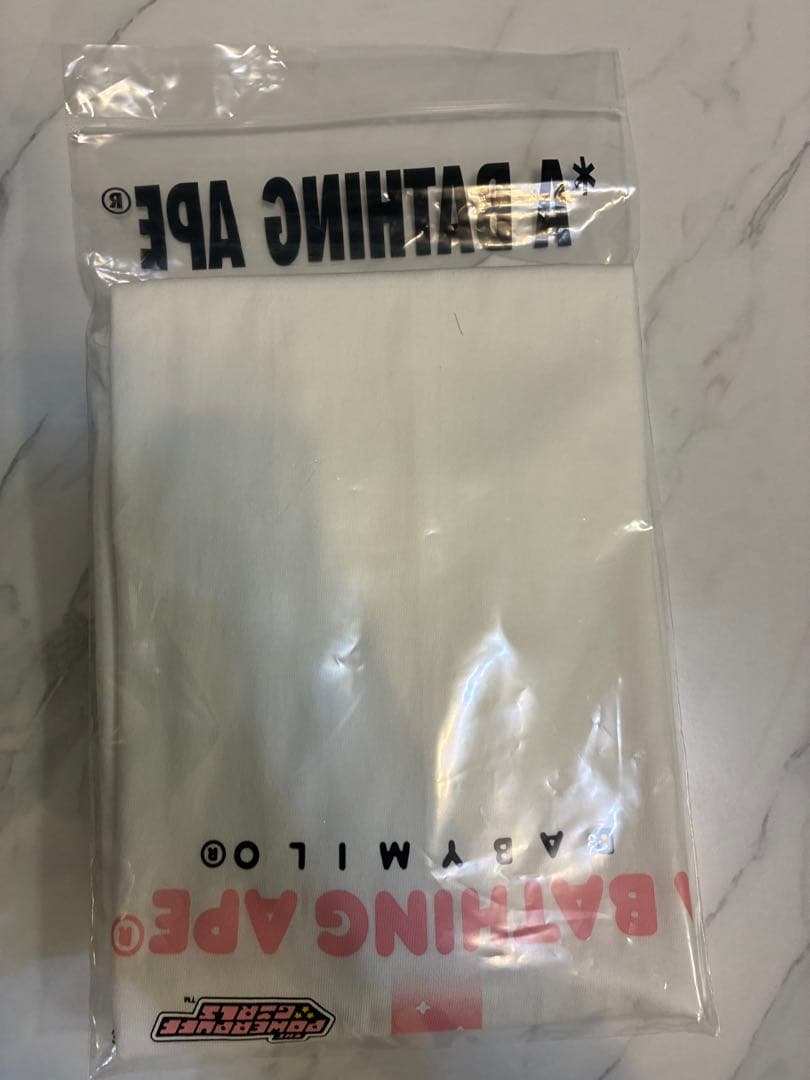 *A BATHING APE®
BABYMILO®
A BATHING APE®
THE
POWERPUFF
GIRLS™